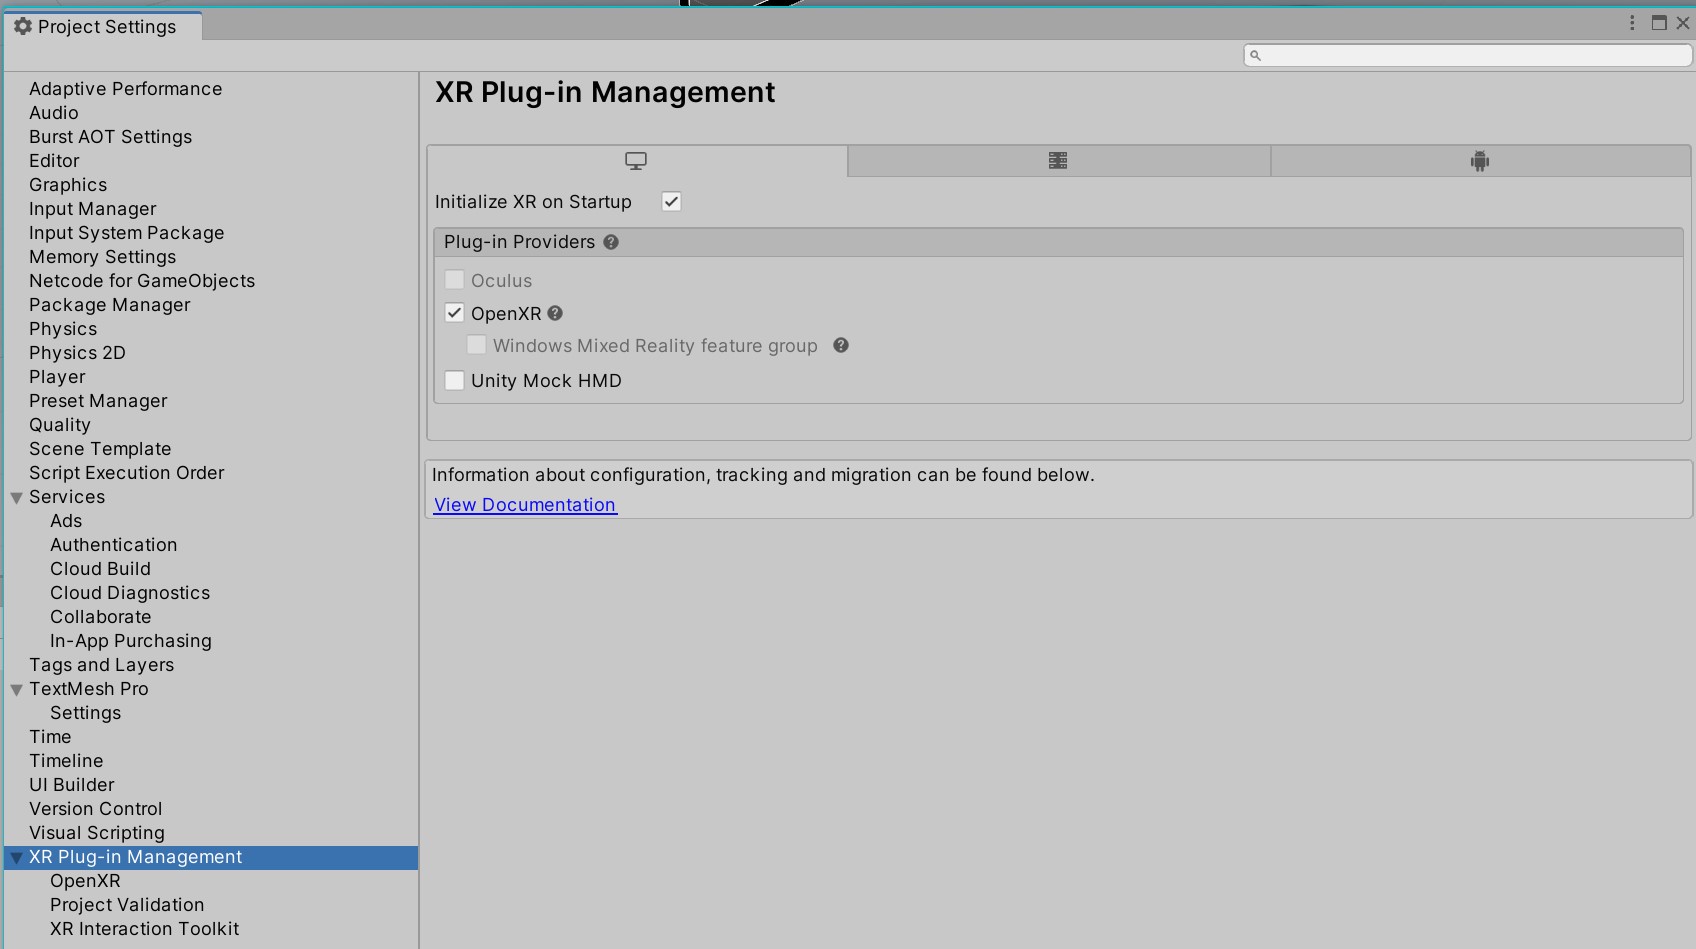 Project Settings
Adaptive Performance
Audio
Burst AOT Settings
Editor
Graphics
Input Manager
Input System Package
Memory Settings
Netcode for GameObjects
Package Manager
Physics
Physics 2D
Player
Preset Manager
Quality
Scene Template
Script Execution Order
Services
Ads
Authentication
Cloud Build
Cloud Diagnostics
Collaborate
In-App Purchasing
Tags and Layers
TextMesh Pro
Settings
Time
Timeline
UI Builder
Version Control
Visual Scripting
XR Plug-in Management
OpenXR
Project Validation
XR Interaction Toolkit
XR Plug-in Management
Initialize XR on Startup
Plug-in Providers
Oculus
OpenXR
Windows Mixed Reality feature group
Unity Mock HMD
Information about configuration, tracking and migration can be found below.
View Documentation